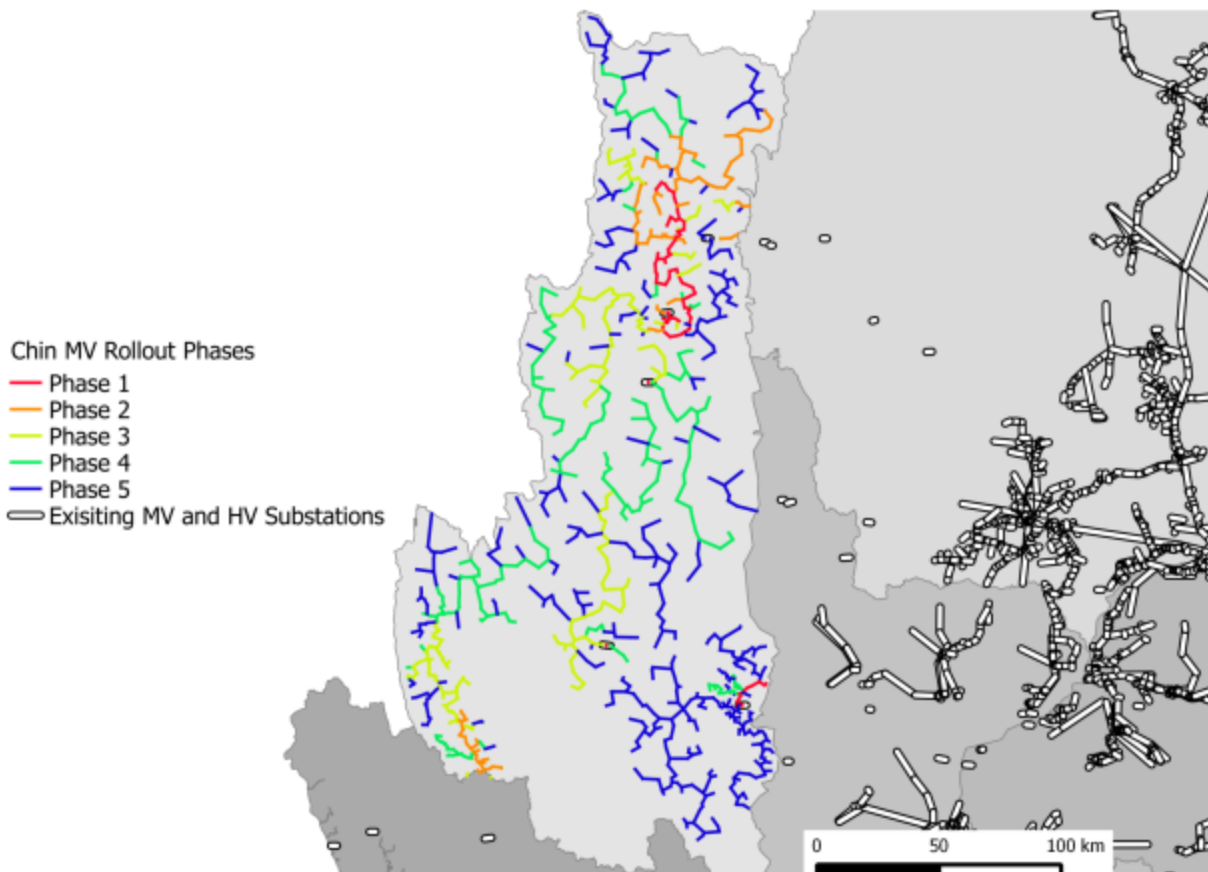 Chin MV Rollout Phases
Phase 1
Phase 2
Phase 3
Phase 4
Phase 5
Exisiting MV and HV Substations
0 50 100 km